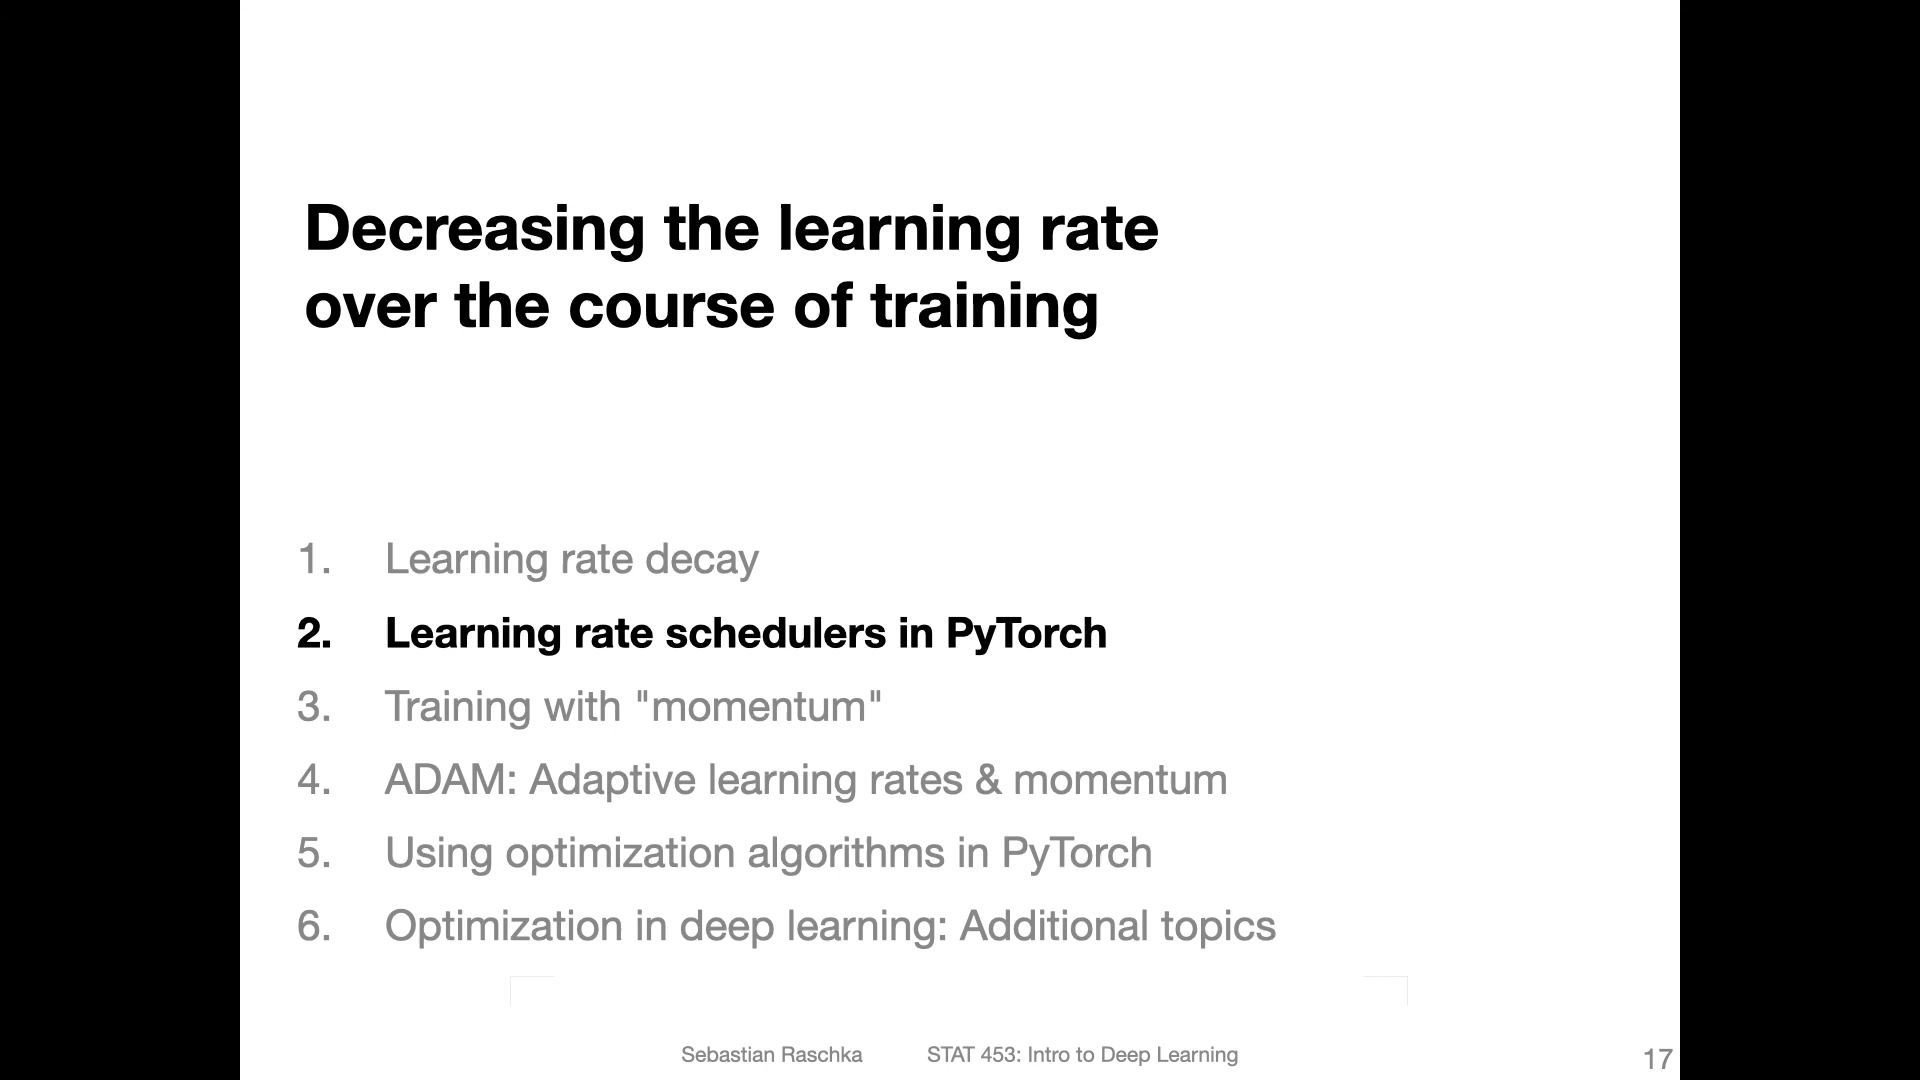 Decreasing the learning rate
over the course of training
1. Learning rate decay
2. Learning rate schedulers in PyTorch
3. Training with "momentum"
4. ADAM: Adaptive learning rates & momentum
5. Using optimization algorithms in PyTorch
6. Optimization in deep learning: Additional topics
Sebastian Raschka STAT 453: Intro to Deep Learning 17